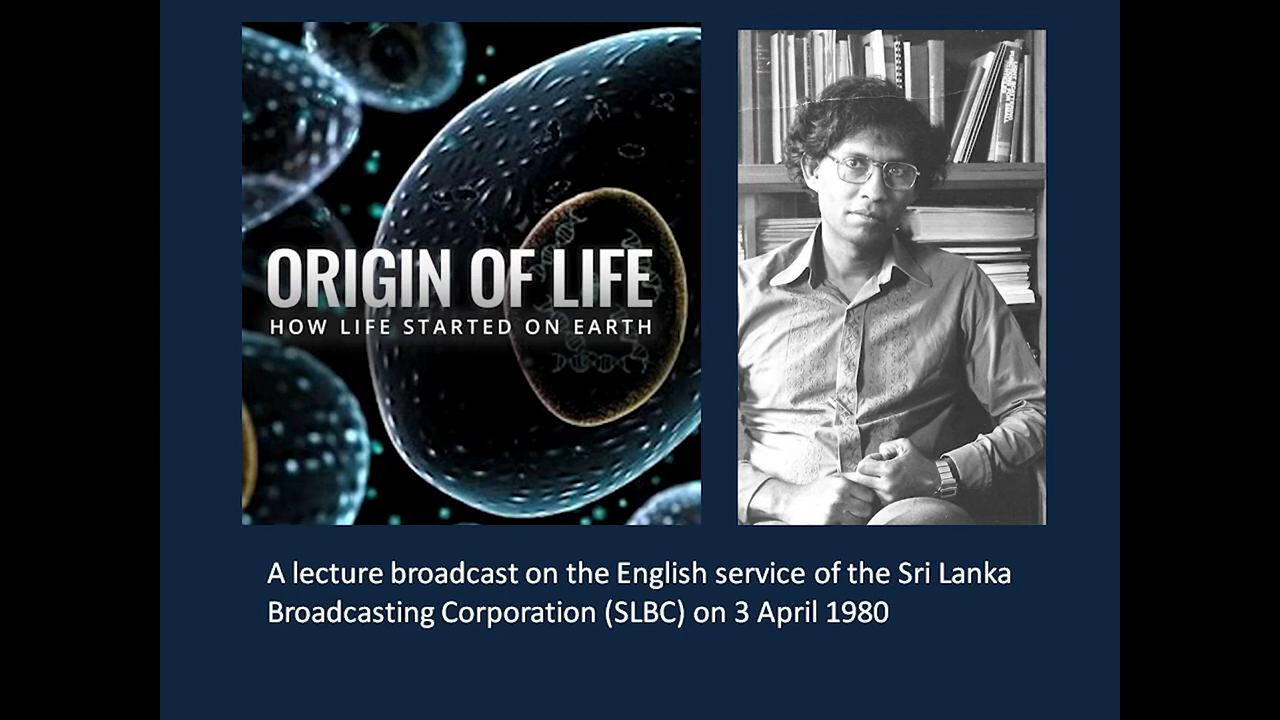 ORIGIN OF LIFE
HOW LIFE STARTED ON EARTH
A lecture broadcast on the English service of the Sri Lanka
Broadcasting Corporation (SLBC) on 3 April 1980